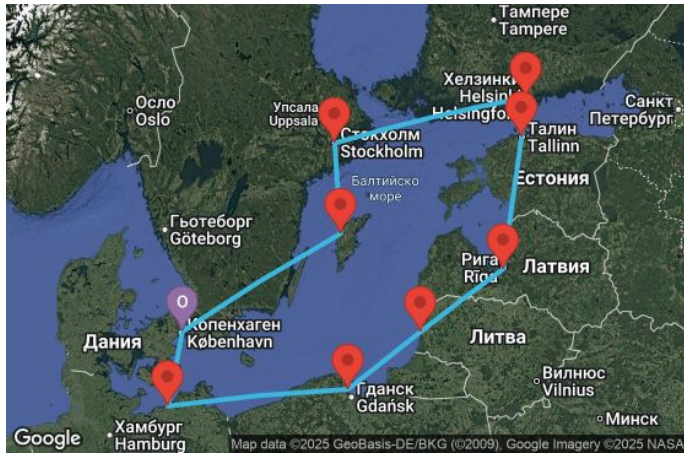 Тампере
Tampere
Хелзинки
Helsinki
Helsingfo
Осло
Oslo
Упсала
Uppsala
Санкт
Петербург
Стокхолм
Stockholm
Талин
Tallinn
Балтийско
море
ЕСТОНИЯ
Гьотеборг
Göteborg
Рига
Rīga
ЛАТВИЯ
O
Копенхаген
København
Дания
ЛИТВА
Вилнюс
Vilnius
Гданск
Gdańsk
Хамбург
Hamburg
МИНСК
Google
Map data ©2025 GeoBasis-DE/BKG (©2009), Google Imagery ©2025 NASA